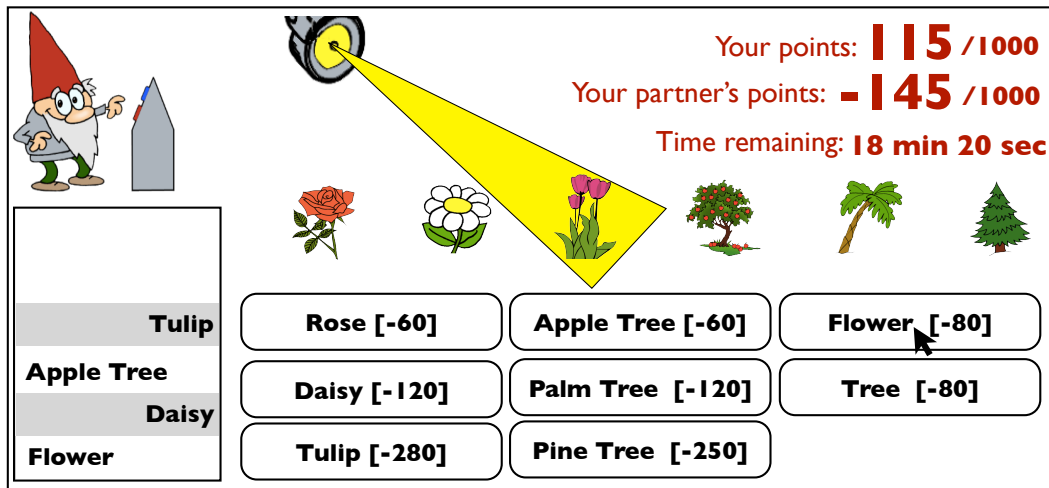 Your points: 115 /1000
Your partner's points: -145 /1000
Time remaining: 18 min 20 sec
Tulip
Apple Tree
Daisy
Flower
Rose [-60]
Apple Tree [-60]
Flower [-80]
Daisy [-120]
Palm Tree [-120]
Tree [-80]
Tulip [-280]
Pine Tree [-250]